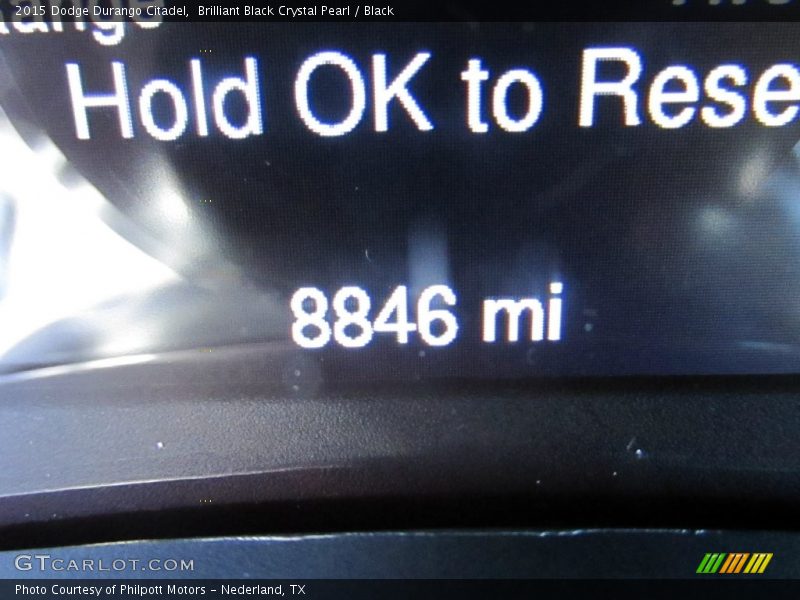 2015 Dodge Durango Citadel,  Brilliant Black Crystal Pearl / Black
Hold OK to Rese
8846 mi
GTCARLOT.COM
Photo Courtesy of Philpott Motors - Nederland, TX